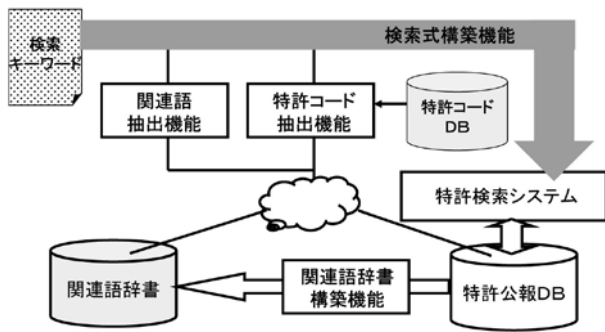 検索
キーワード
検索式構築機能
関連語
抽出機能
特許コード
抽出機能
特許コード
DB
特許検索システム
関連語辞書
関連語辞書
構築機能
特許公報DB